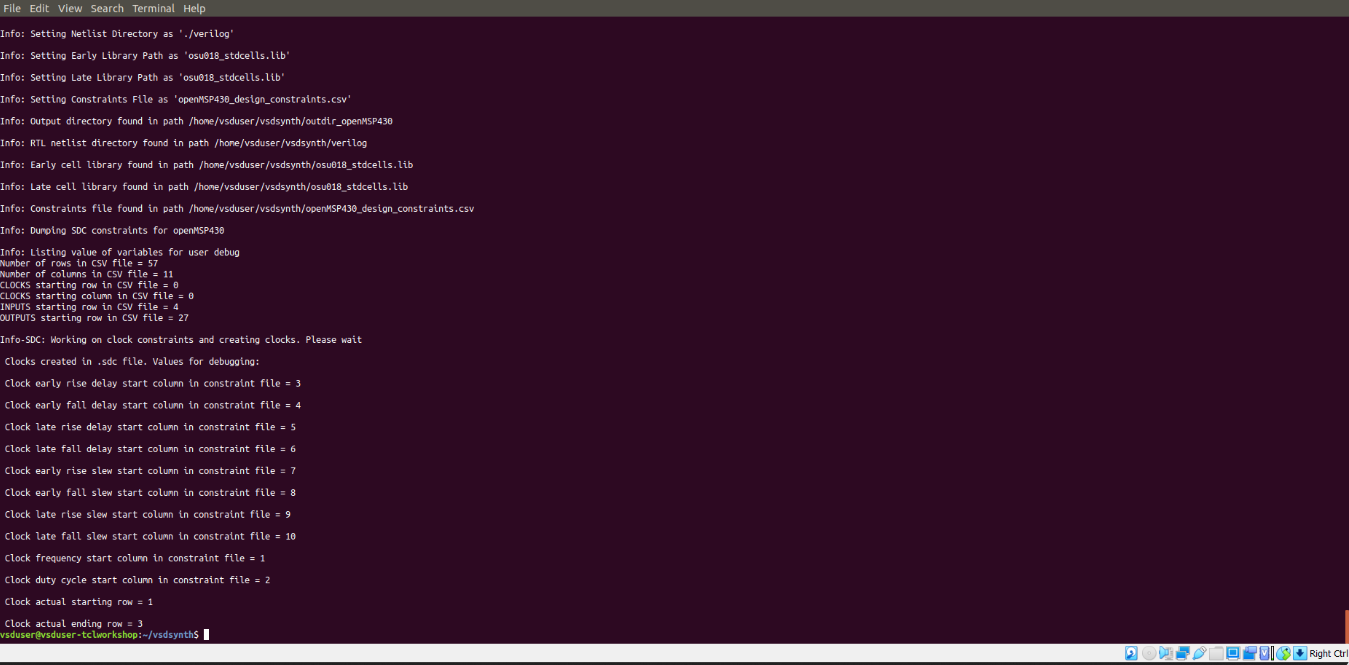 File Edit View Search Terminal Help
Info: Setting Netlist Directory as './verilog'
Info: Setting Early Library Path as 'osu018_stdcells.lib'
Info: Setting Late Library Path as 'osu018_stdcells.lib'
Info: Setting Constraints File as 'openMSP430_design_constraints.csv'
Info: Output directory found in path /home/vsduser/vsdsynth/outdir_openMSP430
Info: RTL netlist directory found in path /home/vsduser/vsdsynth/verilog
Info: Early cell library found in path /home/vsduser/vsdsynth/osu018_stdcells.lib
Info: Late cell library found in path /home/vsduser/vsdsynth/osu018_stdcells.lib
Info: Constraints file found in path /home/vsduser/vsdsynth/openMSP430_design_constraints.csv
Info: Dumping SDC constraints for openMSP430
Info: Listing value of variables for user debug
Number of rows in CSV file = 57
Number of columns in CSV file = 11
CLOCKS starting row in CSV file = 0
CLOCKS starting column in CSV file = 0
INPUTS starting row in CSV file = 4
OUTPUTS starting row in CSV file = 27
Info-SDC: Working on clock constraints and creating clocks. Please wait
Clocks created in .sdc file. Values for debugging:
Clock early rise delay start column in constraint file = 3
Clock early fall delay start column in constraint file = 4
Clock late rise delay start column in constraint file = 5
Clock late fall delay start column in constraint file = 6
Clock early rise slew start column in constraint file = 7
Clock early fall slew start column in constraint file = 8
Clock late rise slew start column in constraint file = 9
Clock late fall slew start column in constraint file = 10
Clock frequency start column in constraint file = 1
Clock duty cycle start column in constraint file = 2
Clock actual starting row = 1
Clock actual ending row = 3
vsduser@vsduser-tclworkshop:~/vsdsynth$
Right Ctrl